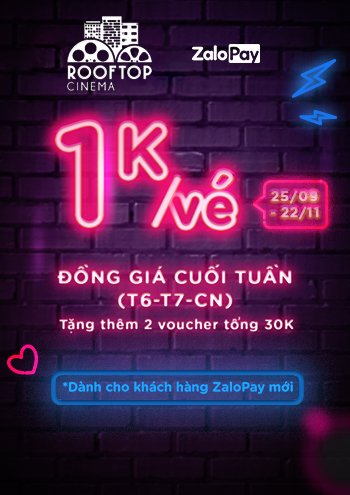 ROOFTOP
CINEMA
ZaloPay
1K/vé
25/09
- 22/11
ĐỒNG GIÁ CUỐI TUẦN
(T6-T7-CN)
Tặng thêm 2 voucher tổng 30K
*Dành cho khách hàng ZaloPay mới